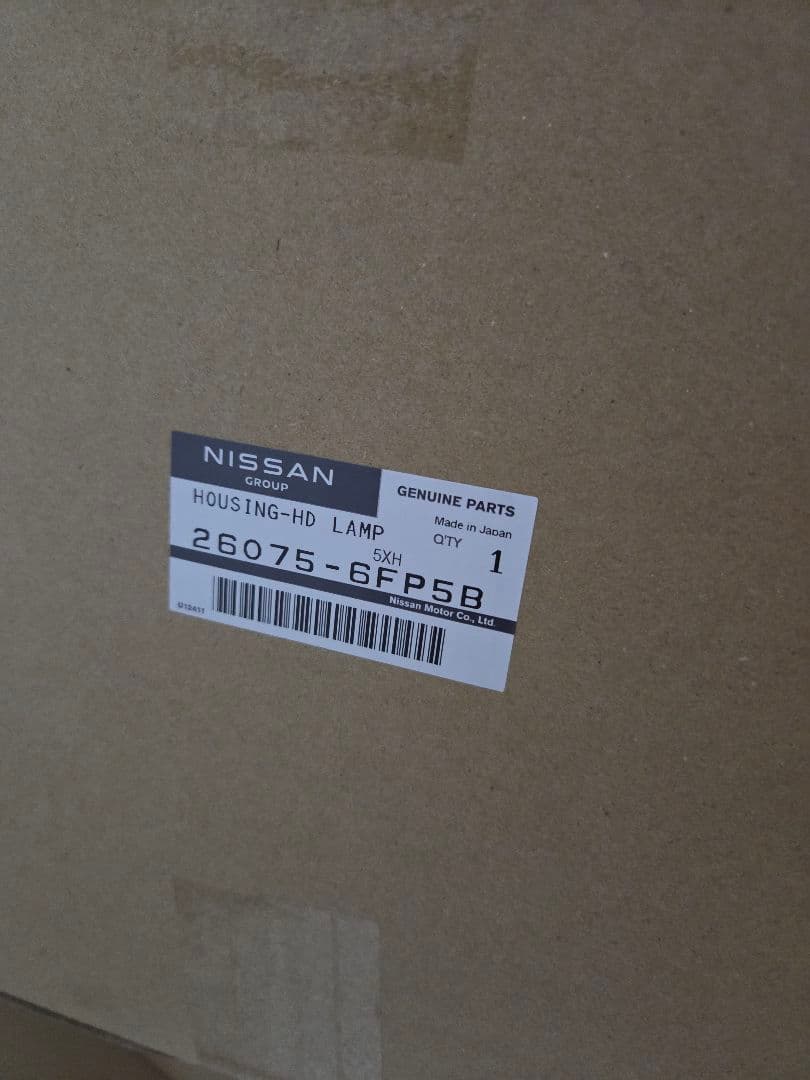 NISSAN
GROUP
GENUINE PARTS
HOUSING-HD LAMP
Made in Japan
Q'TY 1
5XH
26075-6FP5B
Nissan Motor Co., Ltd.